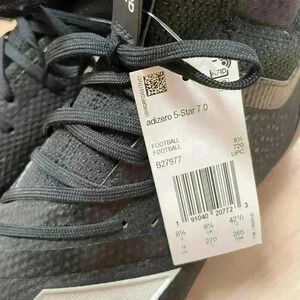 adizero 5-Star 7.0
FOOTBALL
FOOTBALL
B27977
8½
720
UPC
1 91040 20772 3
8½ 8½ 42⅔
9 270 265